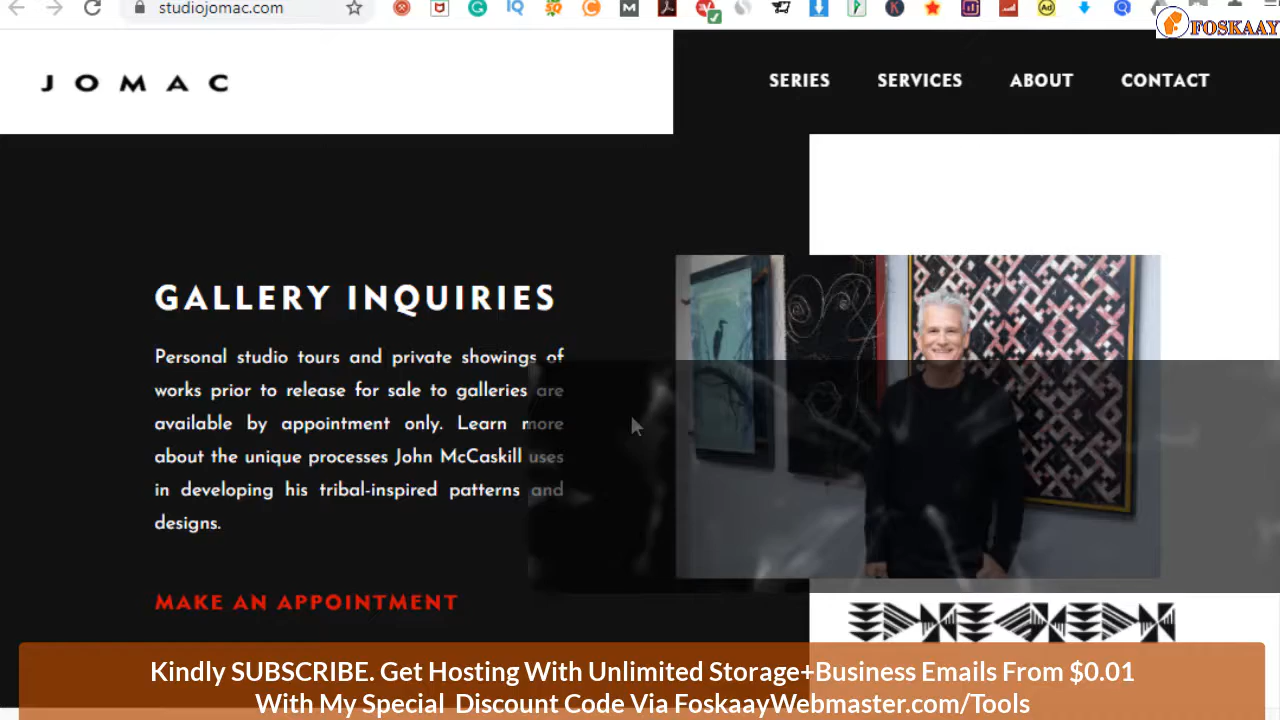 studiojomac.com
FOSKAAY
JOMAC
SERIES SERVICES ABOUT CONTACT
GALLERY INQUIRIES
Personal studio tours and private showings of
works prior to release for sale to galleries are
available by appointment only. Learn more
about the unique processes John McCaskill uses
in developing his tribal-inspired patterns and
designs.
MAKE AN APPOINTMENT
Kindly SUBSCRIBE. Get Hosting With Unlimited Storage+Business Emails From $0.01
With My Special Discount Code Via FoskaayWebmaster.com/Tools